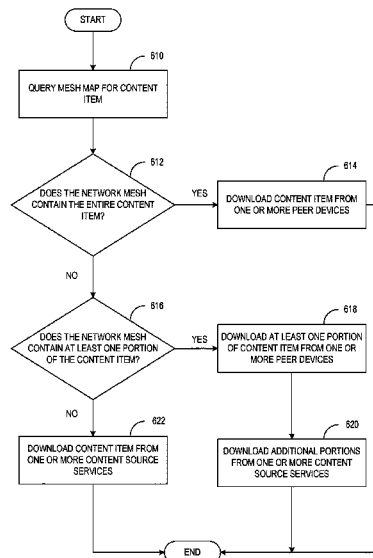 START
610
QUERY MESH MAP FOR CONTENT
ITEM
612
DOES THE NETWORK MESH
CONTAIN THE ENTIRE CONTENT
ITEM?
YES
614
DOWNLOAD CONTENT ITEM FROM
ONE OR MORE PEER DEVICES
NO
616
DOES THE NETWORK MESH
CONTAIN AT LEAST ONE PORTION
OF THE CONTENT ITEM?
YES
618
DOWNLOAD AT LEAST ONE PORTION
OF CONTENT ITEM FROM ONE OR
MORE PEER DEVICES
NO
622
DOWNLOAD CONTENT ITEM FROM
ONE OR MORE CONTENT SOURCE
SERVICES
620
DOWNLOAD ADDITIONAL PORTIONS
FROM ONE OR MORE CONTENT
SOURCE SERVICES
END